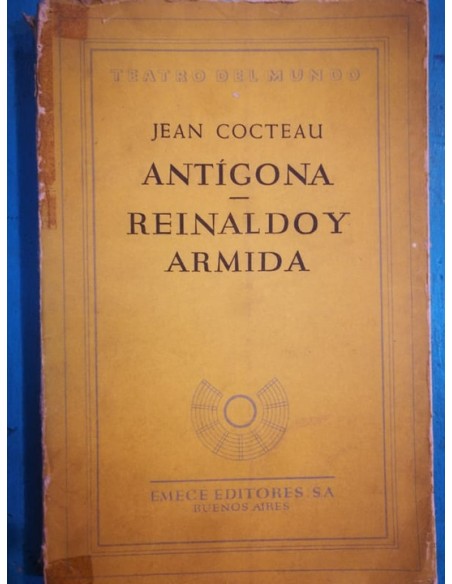 TEATRO DEL MUNDO
JEAN COCTEAU
ANTÍGONA
—
REINALDO Y
ARMIDA
EMECE EDITORES, S.A.
BUENOS AIRES